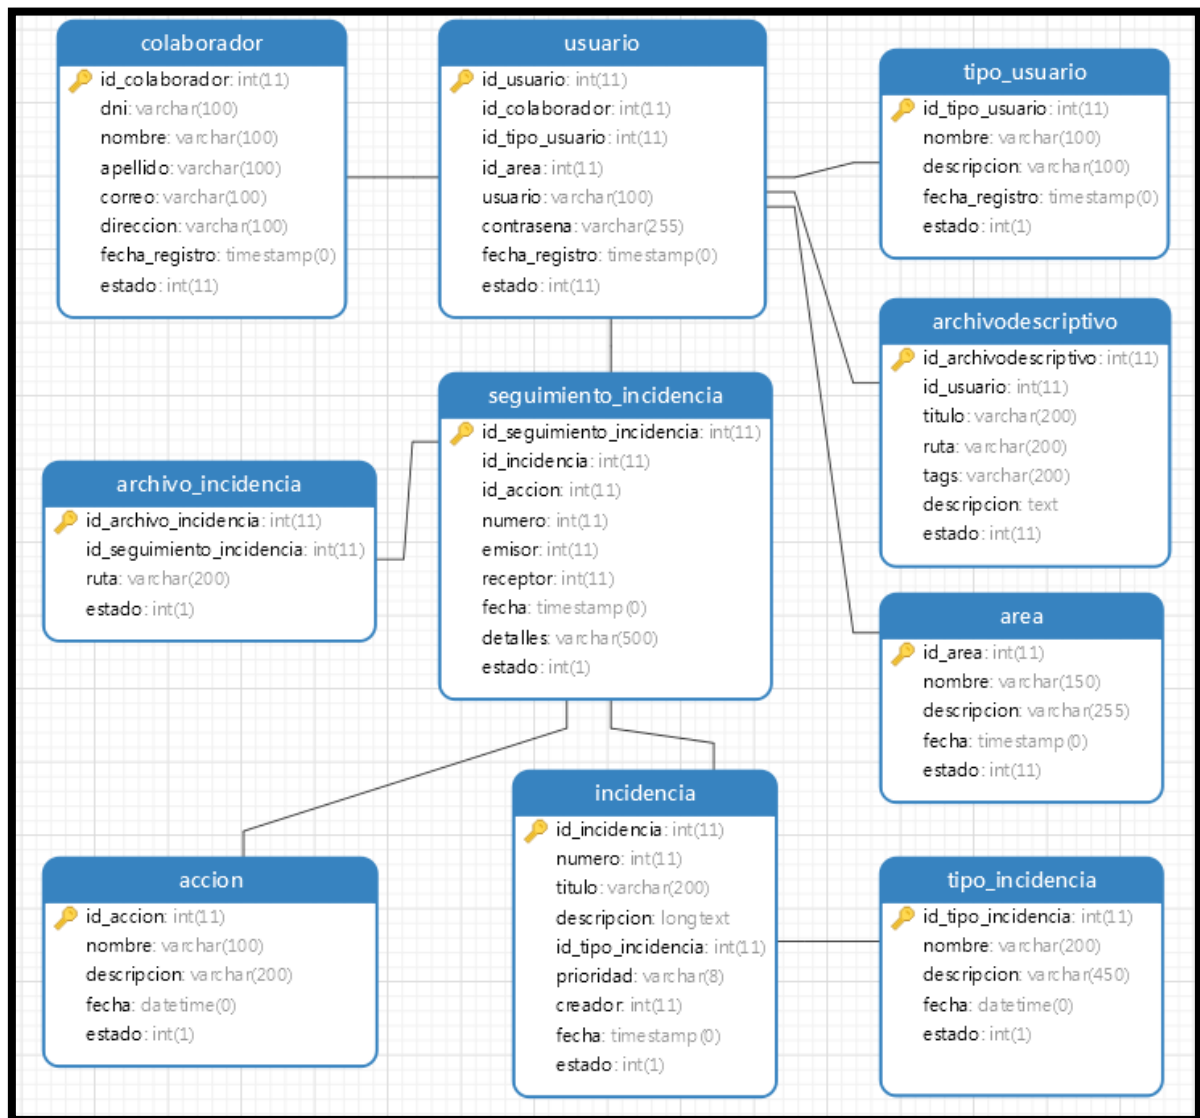 colaborador
id_colaborador: int(11)
dni: varchar(100)
nombre: varchar(100)
apellido: varchar(100)
correo: varchar(100)
direccion: varchar(100)
fecha_registro: timestamp(0)
estado: int(11)
usuario
id_usuario: int(11)
id_colaborador: int(11)
id_tipo_usuario: int(11)
id_area: int(11)
usuario: varchar(100)
contrasena: varchar(255)
fecha_registro: timestamp(0)
estado: int(11)
tipo_usuario
id_tipo_usuario: int(11)
nombre: varchar(100)
descripcion: varchar(100)
fecha_registro: timestamp(0)
estado: int(1)
archivodescriptivo
id_archivodescriptivo: int(11)
id_usuario: int(11)
titulo: varchar(200)
ruta: varchar(200)
tags: varchar(200)
descripcion: text
estado: int(11)
seguimiento_incidencia
id_seguimiento_incidencia: int(11)
id_incidencia: int(11)
id_accion: int(11)
numero: int(11)
emisor: int(11)
receptor: int(11)
fecha: timestamp(0)
detalles: varchar(500)
estado: int(1)
archivo_incidencia
id_archivo_incidencia: int(11)
id_seguimiento_incidencia: int(11)
ruta: varchar(200)
estado: int(1)
area
id_area: int(11)
nombre: varchar(150)
descripcion: varchar(255)
fecha: timestamp(0)
estado: int(11)
incidencia
id_incidencia: int(11)
numero: int(11)
titulo: varchar(200)
descripcion: longtext
id_tipo_incidencia: int(11)
prioridad: varchar(8)
creador: int(11)
fecha: timestamp(0)
estado: int(1)
accion
id_accion: int(11)
nombre: varchar(100)
descripcion: varchar(200)
fecha: datetime(0)
estado: int(1)
tipo_incidencia
id_tipo_incidencia: int(11)
nombre: varchar(200)
descripcion: varchar(450)
fecha: datetime(0)
estado: int(1)